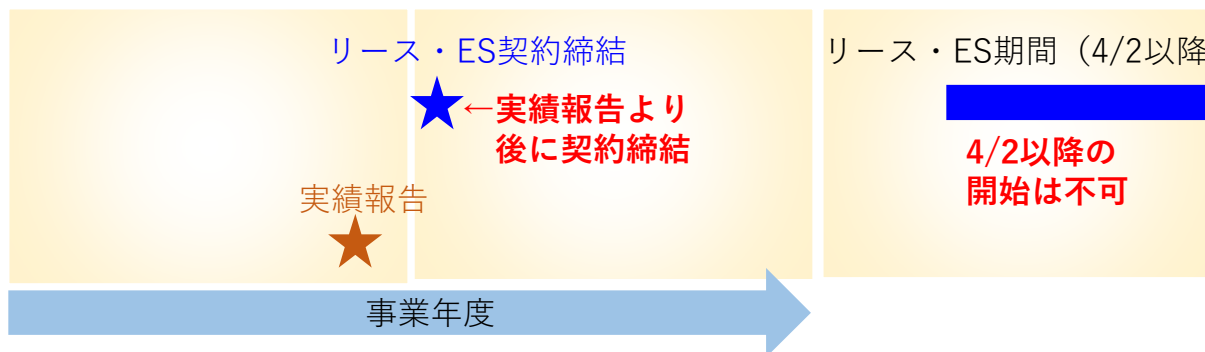 リース・ES契約締結
リース・ES期間（4/2以降
←実績報告より
後に契約締結
4/2以降の
開始は不可
実績報告
事業年度